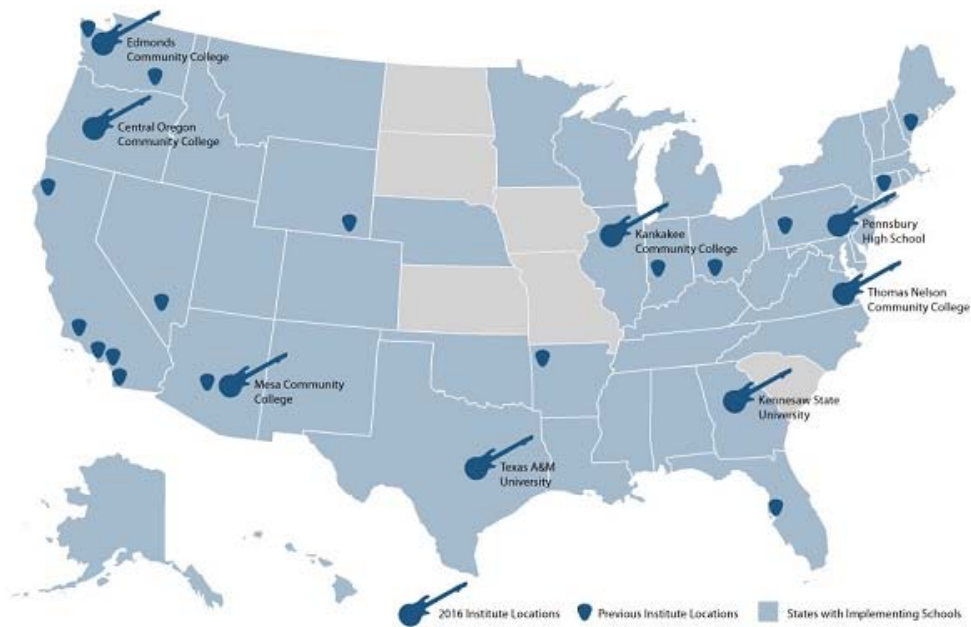 Edmonds
Community College
Central Oregon
Community College
Kankakee
Community College
Pennsbury
High School
Thomas Nelson
Community College
Mesa Community
College
Kennesaw State
University
Texas A&M
University
2016 Institute Locations
Previous Institute Locations
States with Implementing Schools